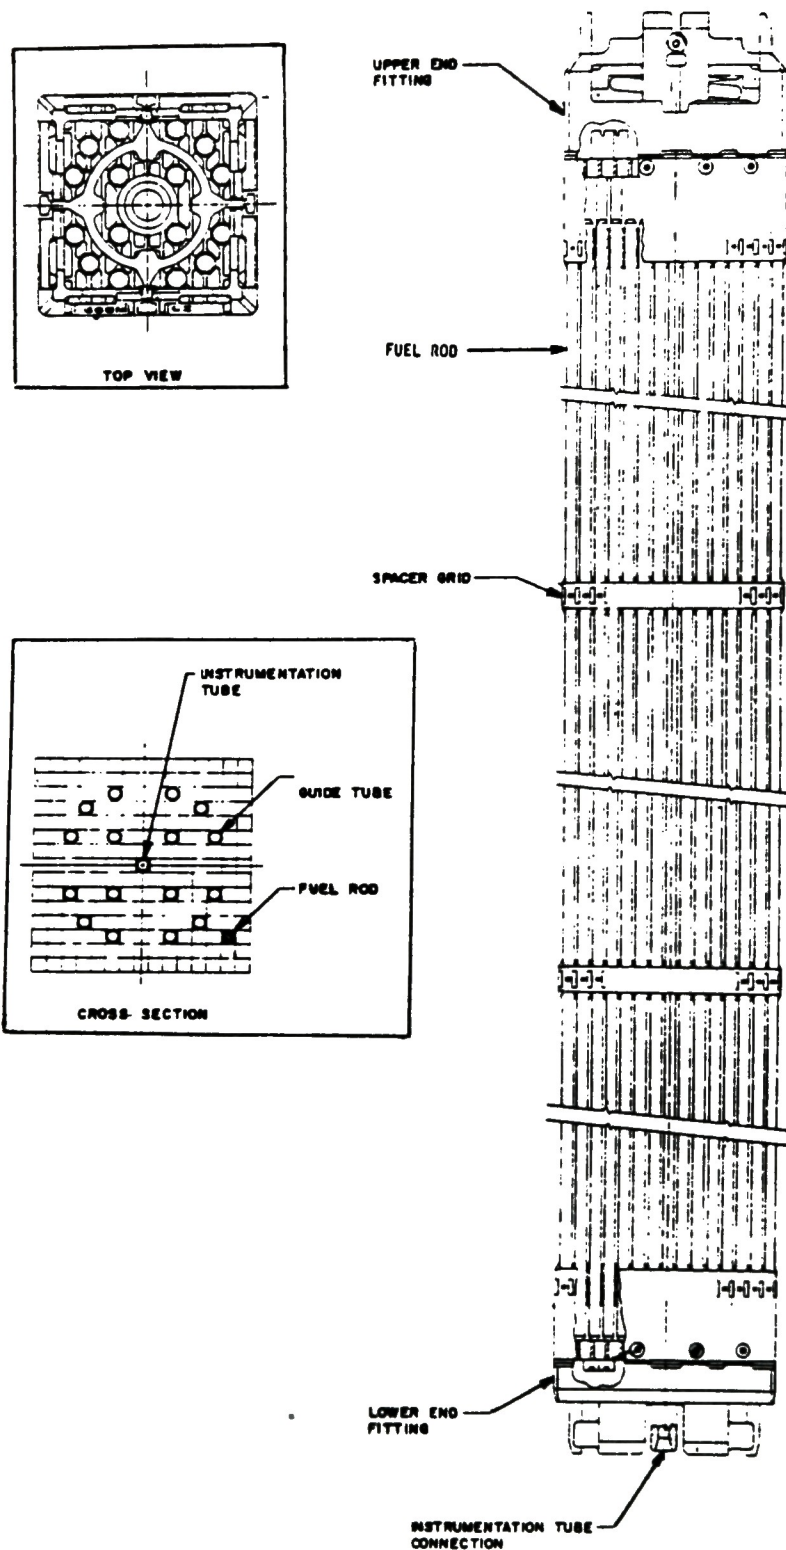 UPPER END
FITTING
TOP VIEW
FUEL ROD
SPACER GRID
INSTRUMENTATION
TUBE
GUIDE TUBE
FUEL ROD
CROSS- SECTION
LOWER END
FITTING
INSTRUMENTATION TUBE
CONNECTION